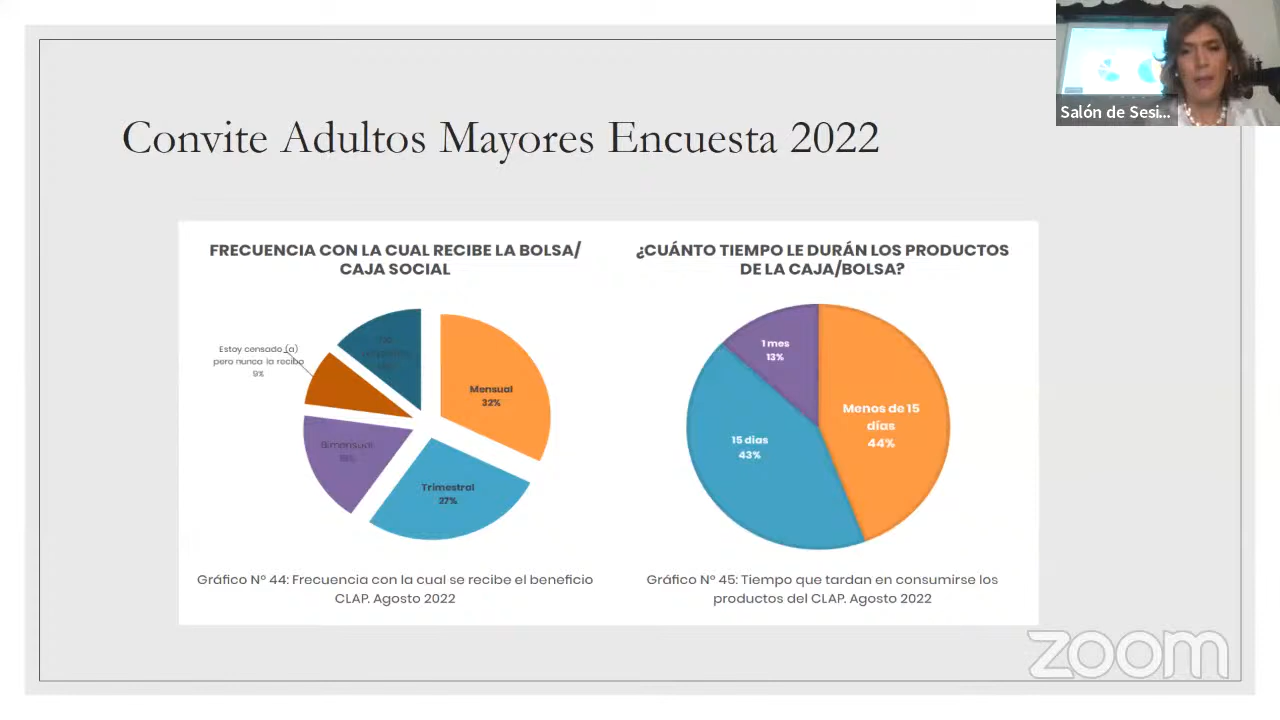 Salón de Sesi...
Convite Adultos Mayores Encuesta 2022
FRECUENCIA CON LA CUAL RECIBE LA BOLSA/
CAJA SOCIAL
Estoy censado (a)
pero nunca la recibo
9%
Mensual
32%
Bimensual
Trimestral
27%
Gráfico N° 44: Frecuencia con la cual se recibe el beneficio
CLAP. Agosto 2022
¿CUÁNTO TIEMPO LE DURÁN LOS PRODUCTOS
DE LA CAJA/BOLSA?
1 mes
13%
Menos de 15
días
44%
15 dias
43%
Gráfico N° 45: Tiempo que tardan en consumirse los
productos del CLAP. Agosto 2022
zoom